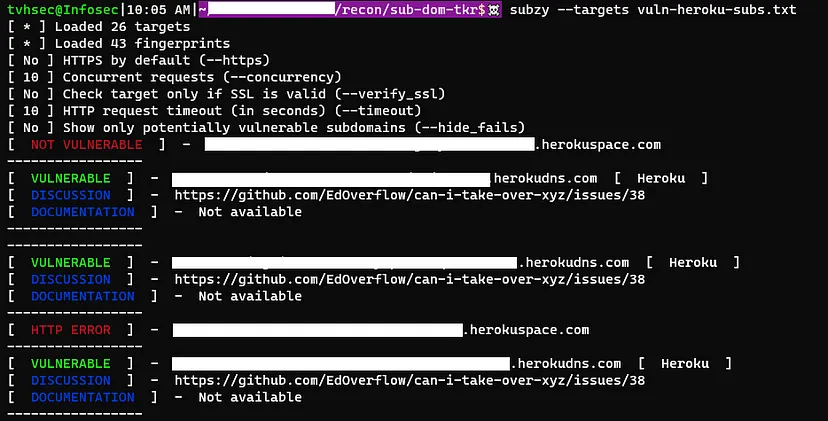 tvhsec@Infosec|10:05 AM|~/ /recon/sub-dom-tkr$☠ subzy --targets vuln-heroku-subs.txt
[ * ] Loaded 26 targets
[ * ] Loaded 43 fingerprints
[ No ] HTTPS by default (--https)
[ 10 ] Concurrent requests (--concurrency)
[ No ] Check target only if SSL is valid (--verify_ssl)
[ 10 ] HTTP request timeout (in seconds) (--timeout)
[ No ] Show only potentially vulnerable subdomains (--hide_fails)
[ NOT VULNERABLE ] - .herokuspace.com
-----------------
[ VULNERABLE ] - .herokudns.com [ Heroku ]
[ DISCUSSION ] - https://github.com/EdOverflow/can-i-take-over-xyz/issues/38
[ DOCUMENTATION ] - Not available
-----------------
-----------------
[ VULNERABLE ] - .herokudns.com [ Heroku ]
[ DISCUSSION ] - https://github.com/EdOverflow/can-i-take-over-xyz/issues/38
[ DOCUMENTATION ] - Not available
-----------------
[ HTTP ERROR ] - .herokuspace.com
-----------------
[ VULNERABLE ] - .herokudns.com [ Heroku ]
[ DISCUSSION ] - https://github.com/EdOverflow/can-i-take-over-xyz/issues/38
[ DOCUMENTATION ] - Not available
-----------------